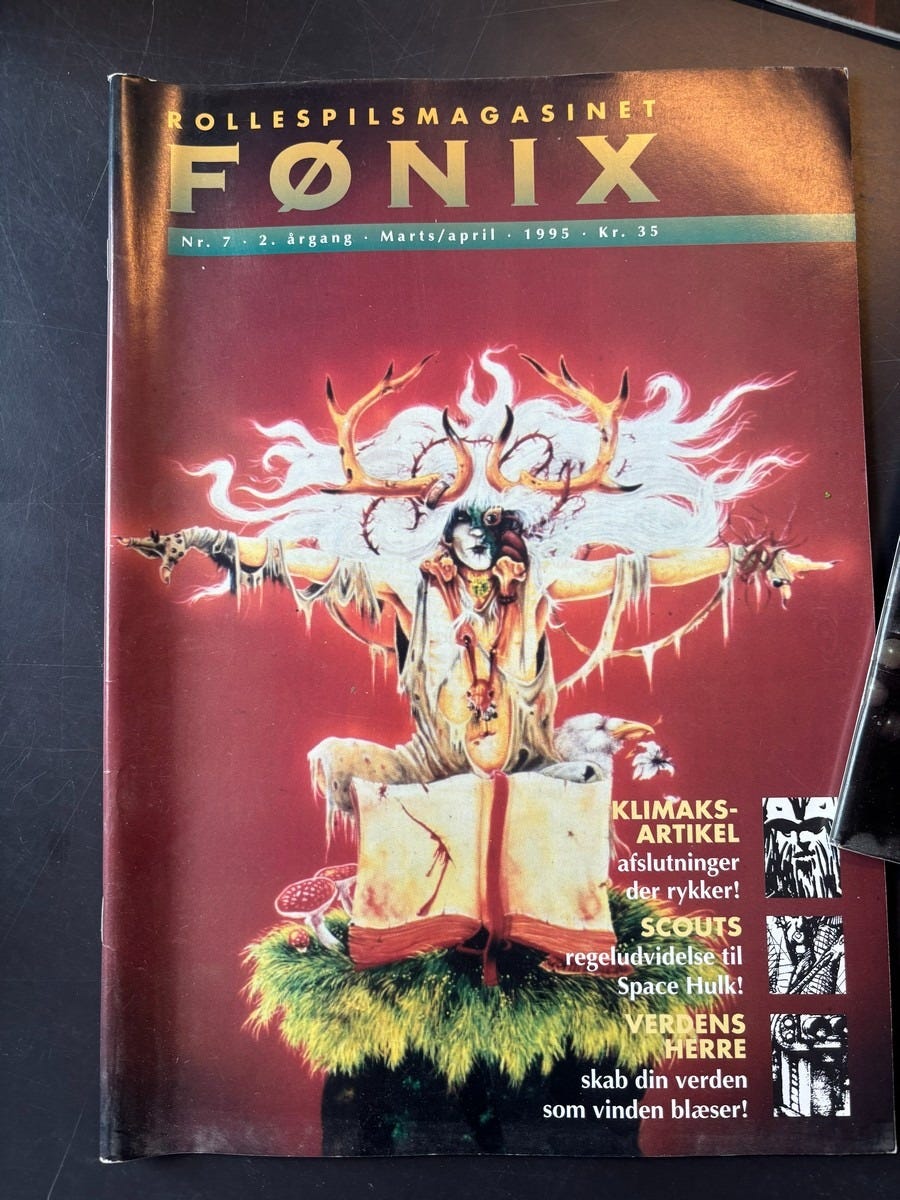 ROLLESPILSMAGASINET
FØNIX
Nr. 7 · 2. årgang · Marts/april · 1995 · Kr. 35
KLIMAKS-
ARTIKEL
afslutninger
der rykker!
SCOUTS
regeludvidelse til
Space Hulk!
VERDENS
HERRE
skab din verden
som vinden blæser!